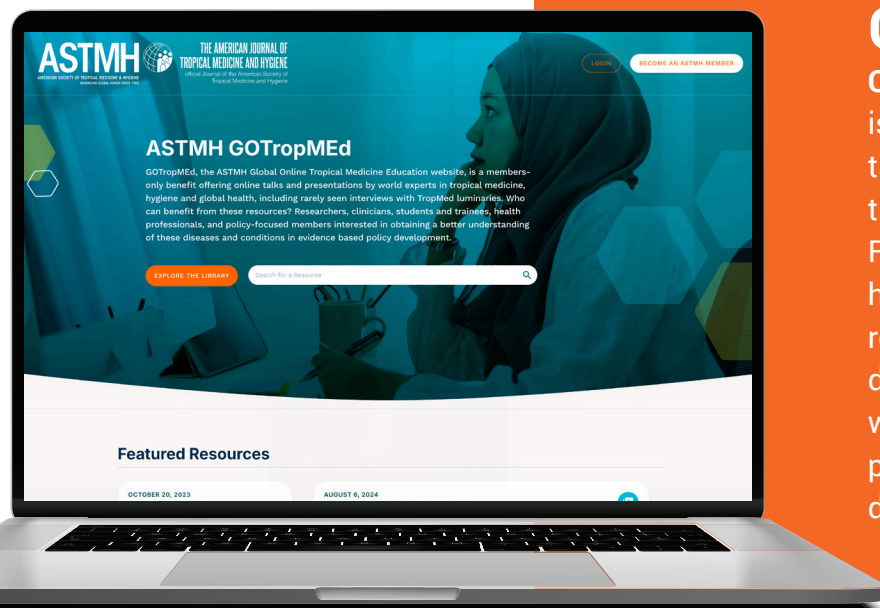 ASTMH
AMERICAN SOCIETY OF TROPICAL MEDICINE & HYGIENE
ADVANCING GLOBAL HEALTH SINCE 1903
THE AMERICAN JOURNAL OF
TROPICAL MEDICINE AND HYGIENE
official Journal of the American Society of
Tropical Medicine and Hygiene
LOGIN
BECOME AN ASTMH MEMBER
ASTMH GOTropMEd
GOTropMEd, the ASTMH Global Online Tropical Medicine Education website, is a members-
only benefit offering online talks and presentations by world experts in tropical medicine,
hygiene and global health, including rarely seen interviews with TropMed luminaries. Who
can benefit from these resources? Researchers, clinicians, students and trainees, health
professionals, and policy-focused members interested in obtaining a better understanding
of these diseases and conditions in evidence based policy development.
EXPLORE THE LIBRARY
Search for a Resource
Featured Resources
OCTOBER 20, 2023
AUGUST 6, 2024